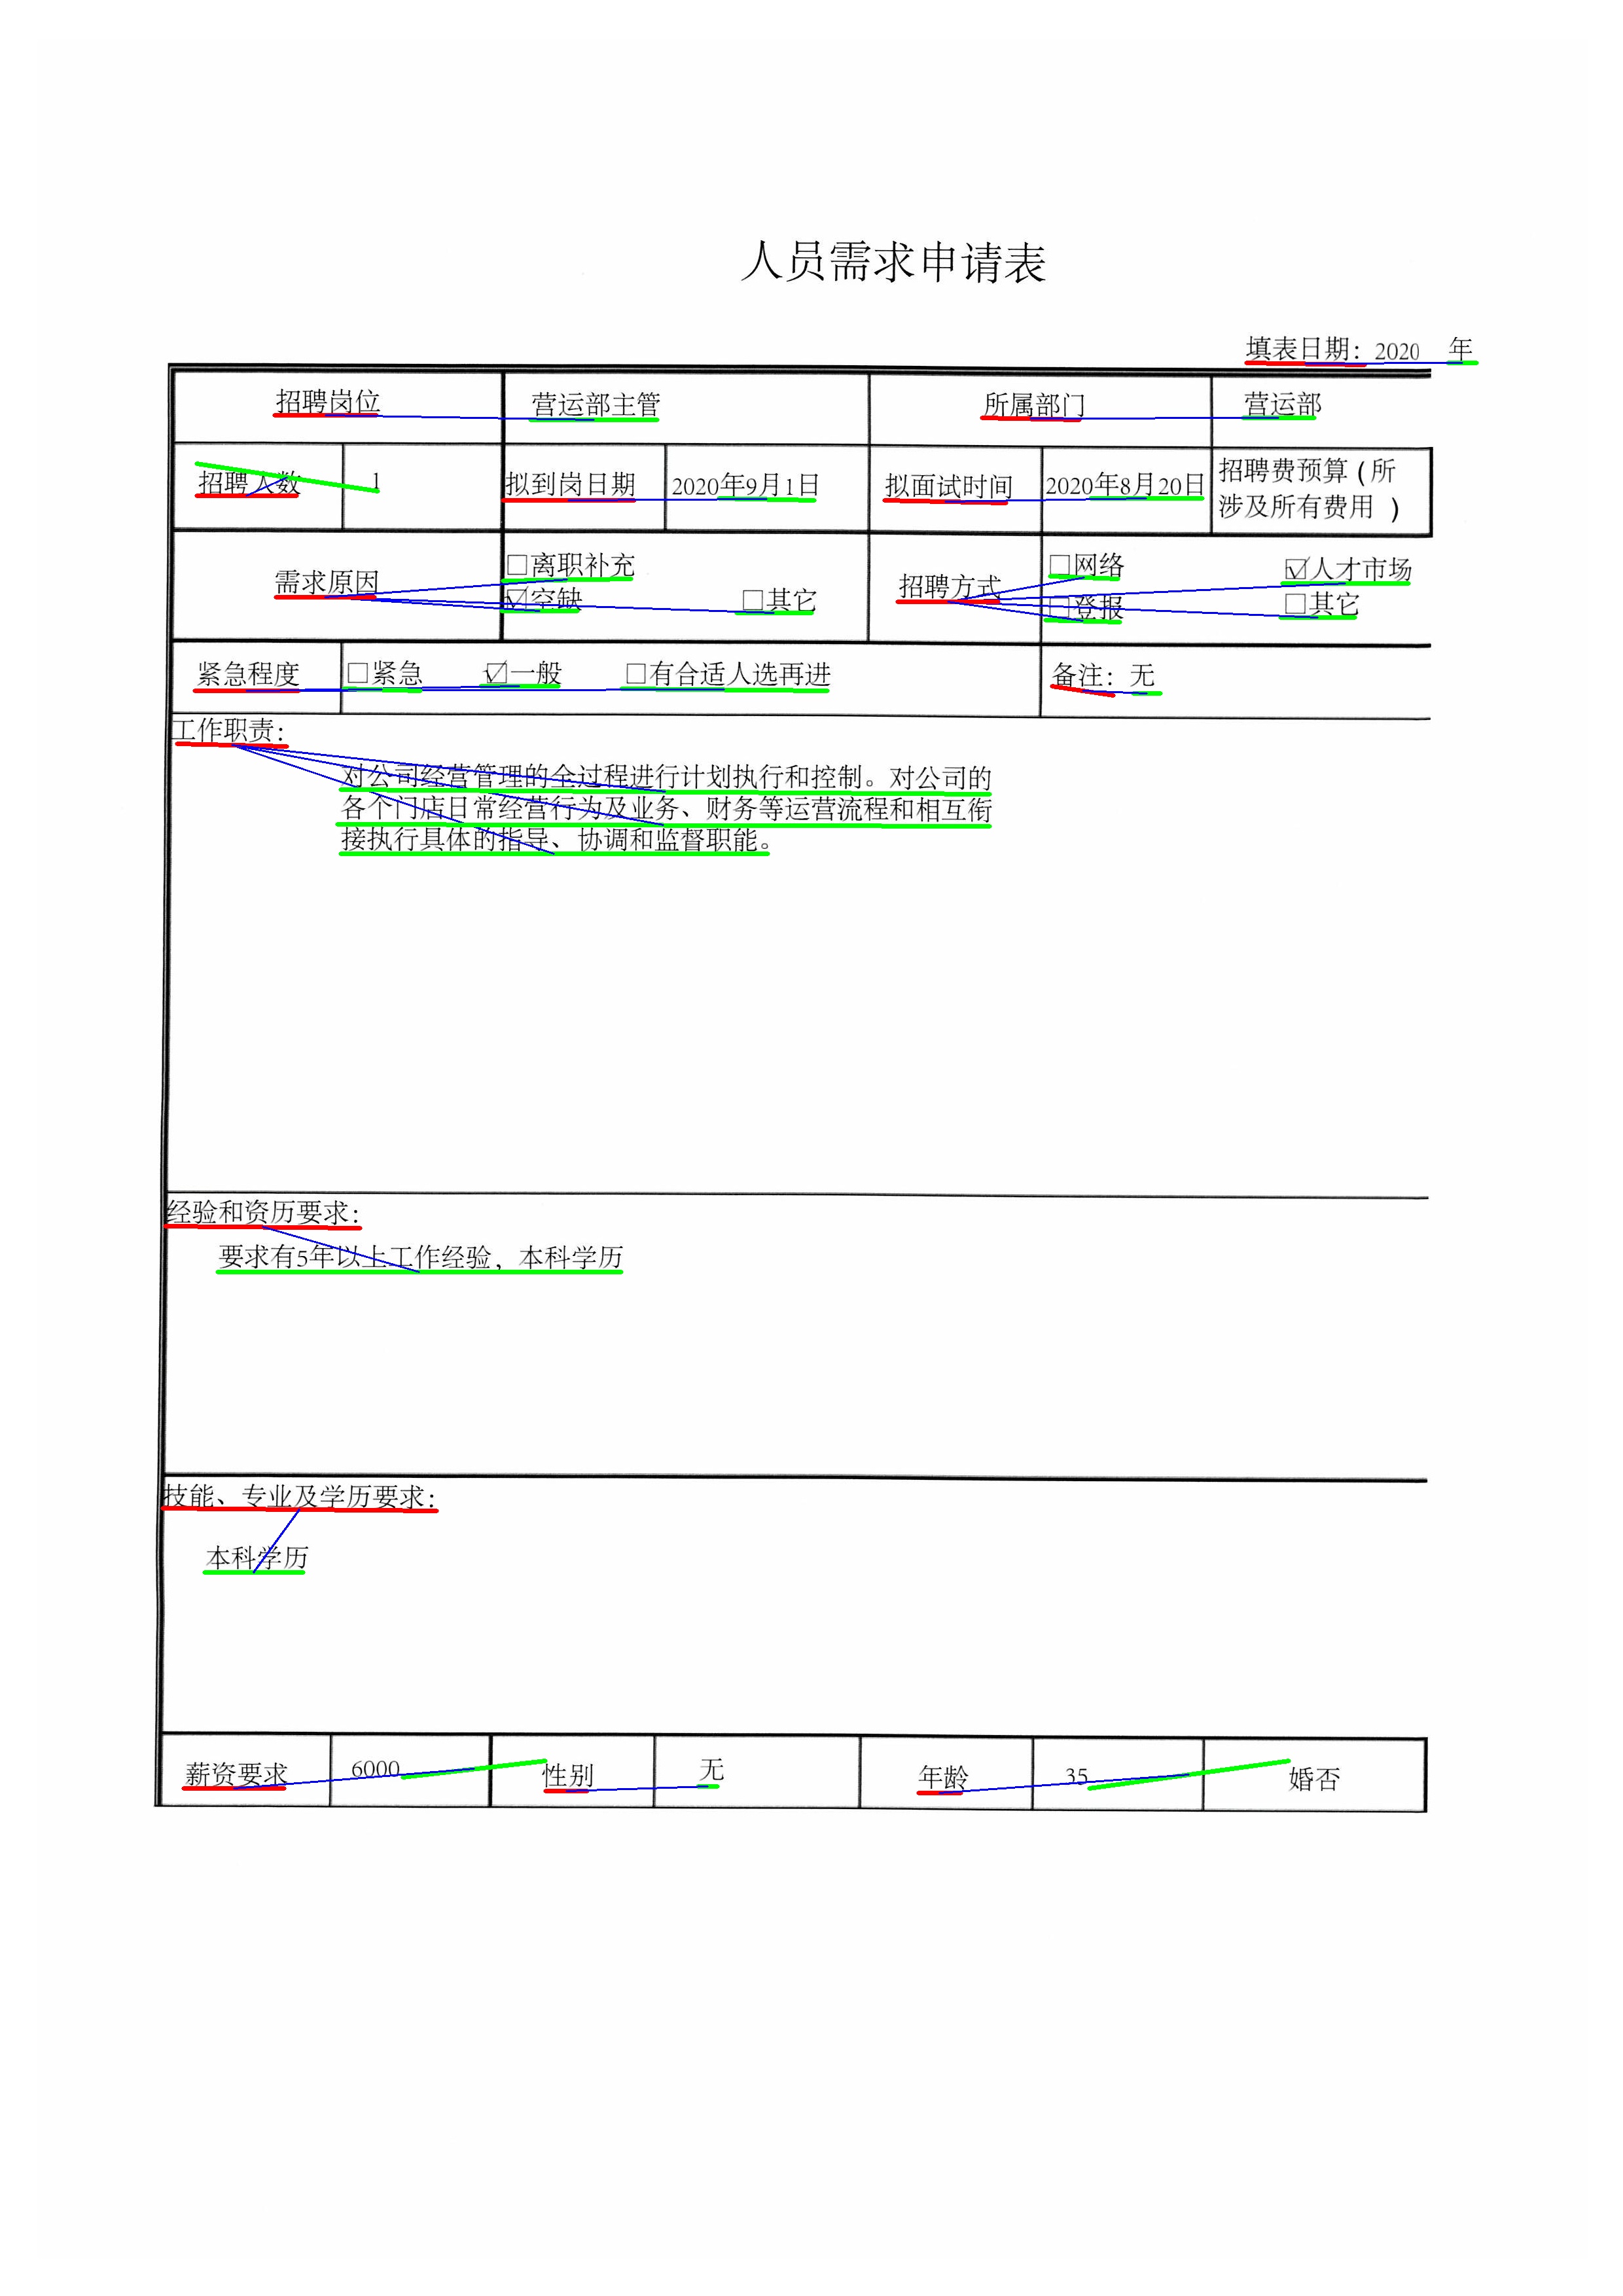 人员需求申请表
填表日期：2020 年
招聘岗位 营运部主管 所属部门 营运部
招聘人数 1 拟到岗日期 2020年9月1日 拟面试时间 2020年8月20日 招聘费预算（所
涉及所有费用 ）
需求原因 □离职补充 招聘方式 □网络 ☑人才市场
☑空缺 □其它 □登报 □其它
紧急程度 □紧急 ☑一般 □有合适人选再进 备注：无
工作职责：
对公司经营管理的全过程进行计划执行和控制。对公司的
各个门店日常经营行为及业务、财务等运营流程和相互衔
接执行具体的指导、协调和监督职能。
经验和资历要求：
要求有5年以上工作经验，本科学历
技能、专业及学历要求：
本科学历
薪资要求 6000 性别 无 年龄 35 婚否